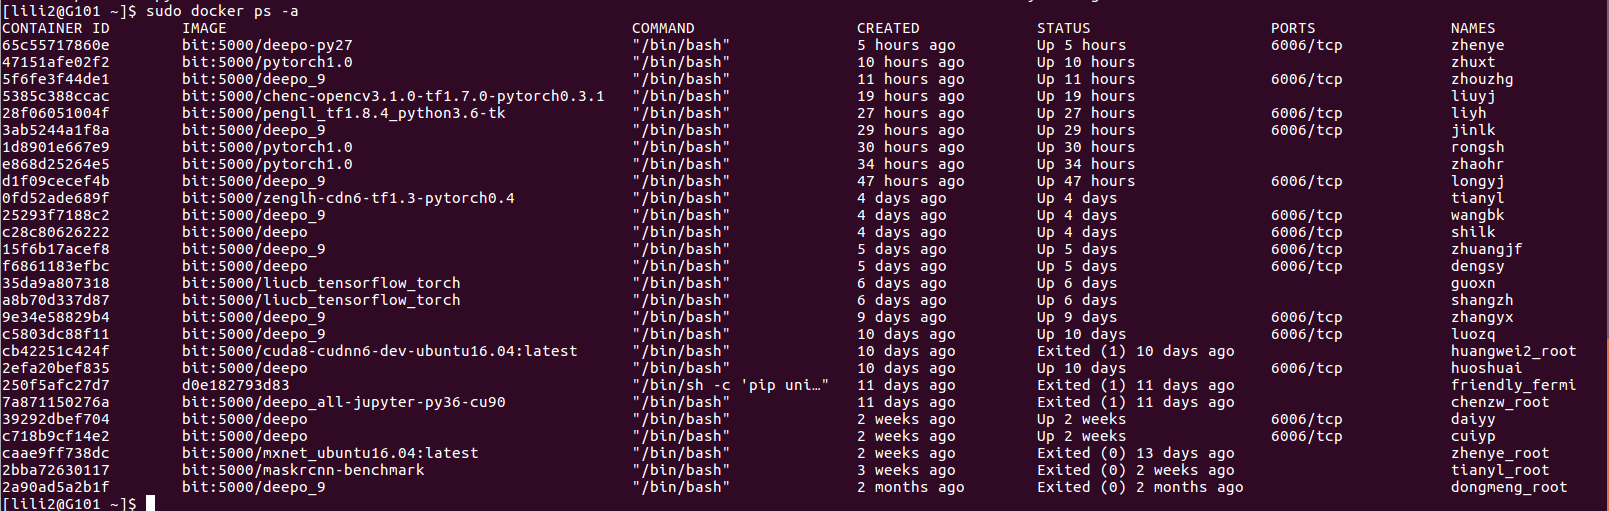 [lili2@G101 ~]$ sudo docker ps -a
CONTAINER ID IMAGE COMMAND CREATED STATUS PORTS NAMES
65c55717860e bit:5000/deepo-py27 "/bin/bash" 5 hours ago Up 5 hours 6006/tcp zhenye
47151afe02f2 bit:5000/pytorch1.0 "/bin/bash" 10 hours ago Up 10 hours zhuxt
5f6fe3f44de1 bit:5000/deepo_9 "/bin/bash" 11 hours ago Up 11 hours 6006/tcp zhouzhg
5385c388ccac bit:5000/chenc-opencv3.1.0-tf1.7.0-pytorch0.3.1 "/bin/bash" 19 hours ago Up 19 hours liuyj
28f06051004f bit:5000/pengll_tf1.8.4_python3.6-tk "/bin/bash" 27 hours ago Up 27 hours 6006/tcp liyh
3ab5244a1f8a bit:5000/deepo_9 "/bin/bash" 29 hours ago Up 29 hours 6006/tcp jinlk
1d8901e667e9 bit:5000/pytorch1.0 "/bin/bash" 30 hours ago Up 30 hours rongsh
e868d25264e5 bit:5000/pytorch1.0 "/bin/bash" 34 hours ago Up 34 hours zhaohr
d1f09cecef4b bit:5000/deepo_9 "/bin/bash" 47 hours ago Up 47 hours 6006/tcp longyj
0fd52ade689f bit:5000/zenglh-cdn6-tf1.3-pytorch0.4 "/bin/bash" 4 days ago Up 4 days tianyl
25293f7188c2 bit:5000/deepo_9 "/bin/bash" 4 days ago Up 4 days 6006/tcp wangbk
c28c80626222 bit:5000/deepo "/bin/bash" 4 days ago Up 4 days 6006/tcp shilk
15f6b17acef8 bit:5000/deepo_9 "/bin/bash" 5 days ago Up 5 days 6006/tcp zhuangjf
f6861183efbc bit:5000/deepo "/bin/bash" 5 days ago Up 5 days 6006/tcp dengsy
35da9a807318 bit:5000/liucb_tensorflow_torch "/bin/bash" 6 days ago Up 6 days guoxn
a8b70d337d87 bit:5000/liucb_tensorflow_torch "/bin/bash" 6 days ago Up 6 days shangzh
9e34e58829b4 bit:5000/deepo_9 "/bin/bash" 9 days ago Up 9 days 6006/tcp zhangyx
c5803dc88f11 bit:5000/deepo_9 "/bin/bash" 10 days ago Up 10 days 6006/tcp luozq
cb42251c424f bit:5000/cuda8-cudnn6-dev-ubuntu16.04:latest "/bin/bash" 10 days ago Exited (1) 10 days ago huangwei2_root
2efa20bef835 bit:5000/deepo "/bin/bash" 10 days ago Up 10 days 6006/tcp huoshuai
250f5afc27d7 d0e182793d83 "/bin/sh -c 'pip uni…" 11 days ago Exited (1) 11 days ago friendly_fermi
7a871150276a bit:5000/deepo_all-jupyter-py36-cu90 "/bin/bash" 11 days ago Exited (1) 11 days ago chenzw_root
39292dbef704 bit:5000/deepo "/bin/bash" 2 weeks ago Up 2 weeks 6006/tcp daiyy
c718b9cf14e2 bit:5000/deepo "/bin/bash" 2 weeks ago Up 2 weeks 6006/tcp cuiyp
caae9ff738dc bit:5000/mxnet_ubuntu16.04:latest "/bin/bash" 2 weeks ago Exited (0) 13 days ago zhenye_root
2bba72630117 bit:5000/maskrcnn-benchmark "/bin/bash" 3 weeks ago Exited (0) 2 weeks ago tianyl_root
2a90ad5a2b1f bit:5000/deepo_9 "/bin/bash" 2 months ago Exited (0) 2 months ago dongmeng_root
[lili2@G101 ~]$